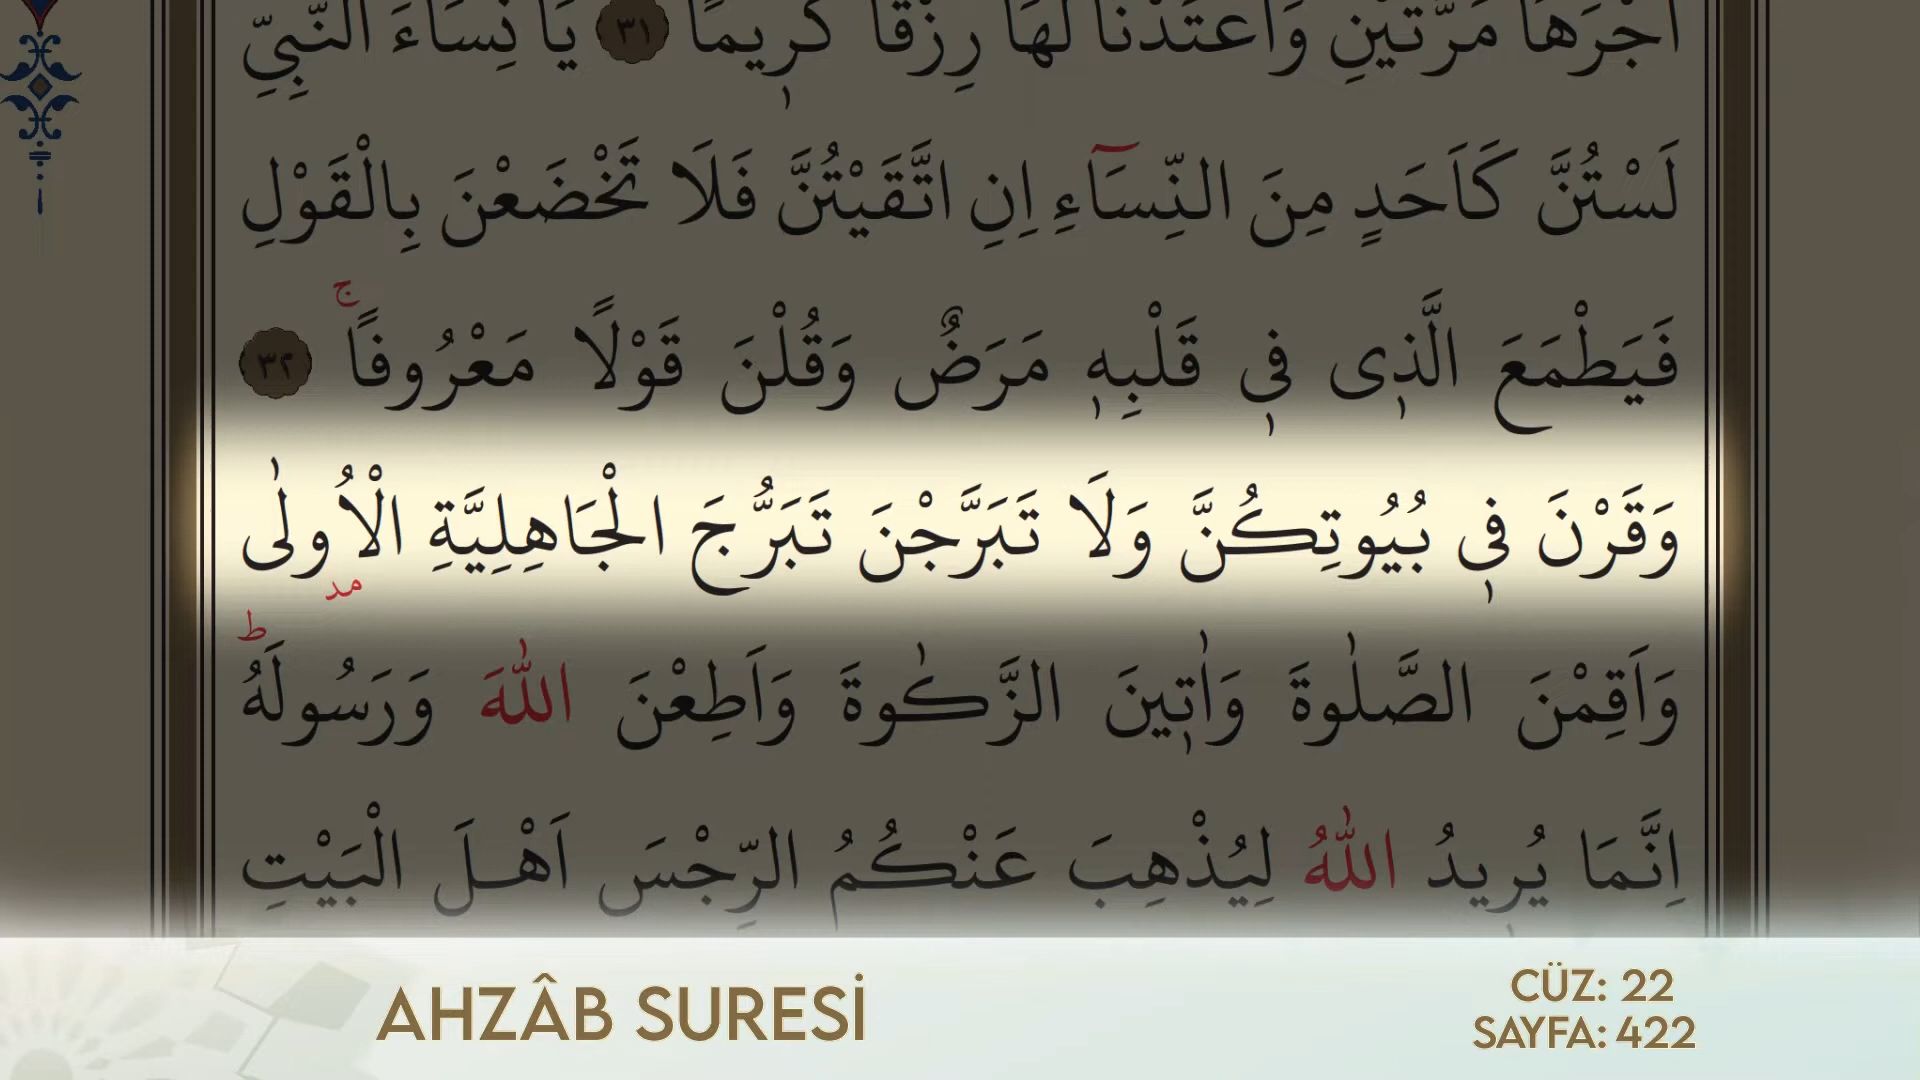 اَجْرَهَا مَرَّتَيْنِ وَاَعْتَدْنَا لَهَا رِزْقًا كَرٖيمًا ﴿٣١﴾ يَا نِسَاءَ النَّبِيِّ
لَسْتُنَّ كَاَحَدٍ مِنَ النِّسَٓاءِ اِنِ اتَّقَيْتُنَّ فَلَا تَخْضَعْنَ بِالْقَوْلِ
فَيَطْمَعَ الَّذٖى فٖى قَلْبِهٖ مَرَضٌ وَقُلْنَ قَوْلًا مَعْرُوفًاۚ ﴿٣٢﴾
وَقَرْنَ فٖى بُيُوتِكُنَّ وَلَا تَبَرَّجْنَ تَبَرُّجَ الْجَاهِلِيَّةِ الْاُولٰى
وَاَقِمْنَ الصَّلٰوةَ وَاٰتٖينَ الزَّكٰوةَ وَاَطِعْنَ اللّٰهَ وَرَسُولَهُؕ
اِنَّمَا يُرٖيدُ اللّٰهُ لِيُذْهِبَ عَنْكُمُ الرِّجْسَ اَهْلَ الْبَيْتِ
AHZÂB SURESİ
CÜZ: 22
SAYFA: 422